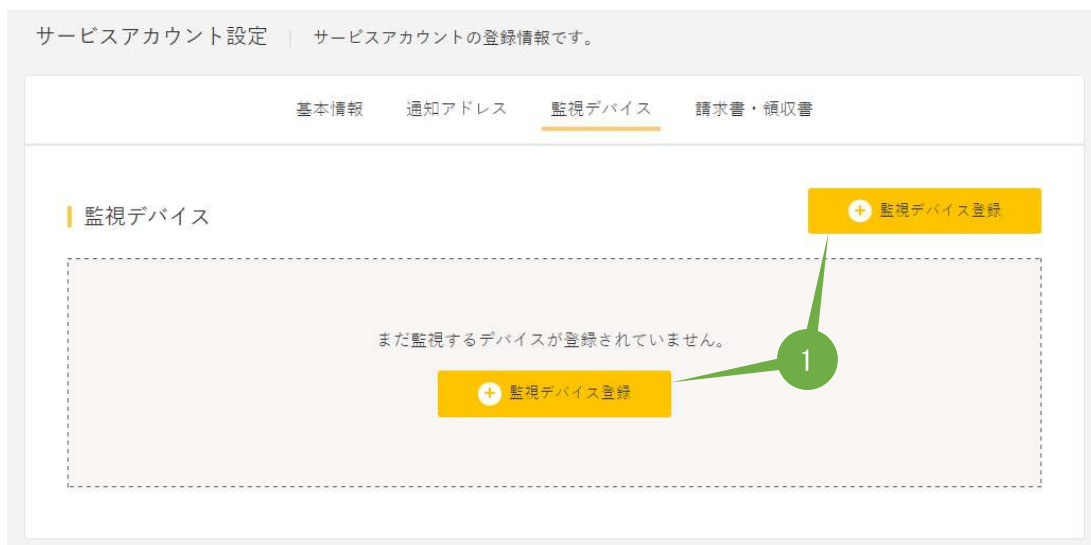 サービスアカウント設定 サービスアカウントの登録情報です。
基本情報 通知アドレス 監視デバイス 請求書・領収書
監視デバイス
監視デバイス登録
まだ監視するデバイスが登録されていません。
1
監視デバイス登録